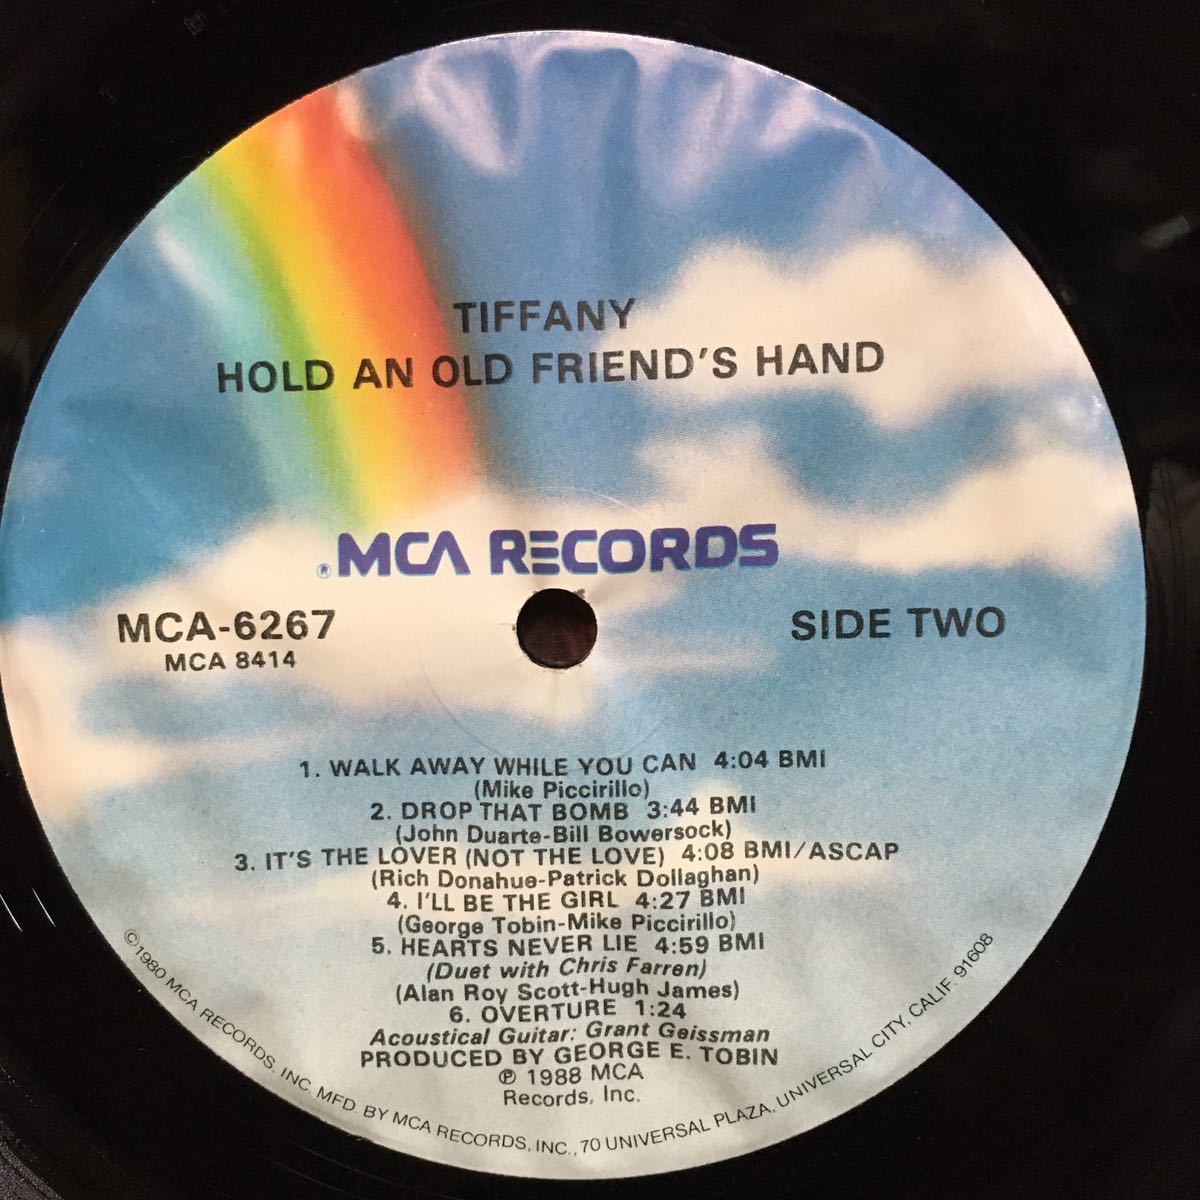 TIFFANY
HOLD AN OLD FRIEND'S HAND
® MCA RECORDS
MCA-6267
MCA 8414
SIDE TWO
1. WALK AWAY WHILE YOU CAN 4:04 BMI
(Mike Piccirillo)
2. DROP THAT BOMB 3:44 BMI
(John Duarte-Bill Bowersock)
3. IT'S THE LOVER (NOT THE LOVE) 4:08 BMI/ASCAP
(Rich Donahue-Patrick Dollaghan)
4. I'LL BE THE GIRL 4:27 BMI
(George Tobin-Mike Piccirillo)
5. HEARTS NEVER LIE 4:59 BMI
(Duet with Chris Farren)
(Alan Roy Scott-Hugh James)
6. OVERTURE 1:24
Acoustical Guitar: Grant Geissman
PRODUCED BY GEORGE E. TOBIN
℗ 1988 MCA
Records, Inc.
©1980 MCA RECORDS, INC. MFD. BY MCA RECORDS, INC., 70 UNIVERSAL PLAZA, UNIVERSAL CITY, CALIF. 91608